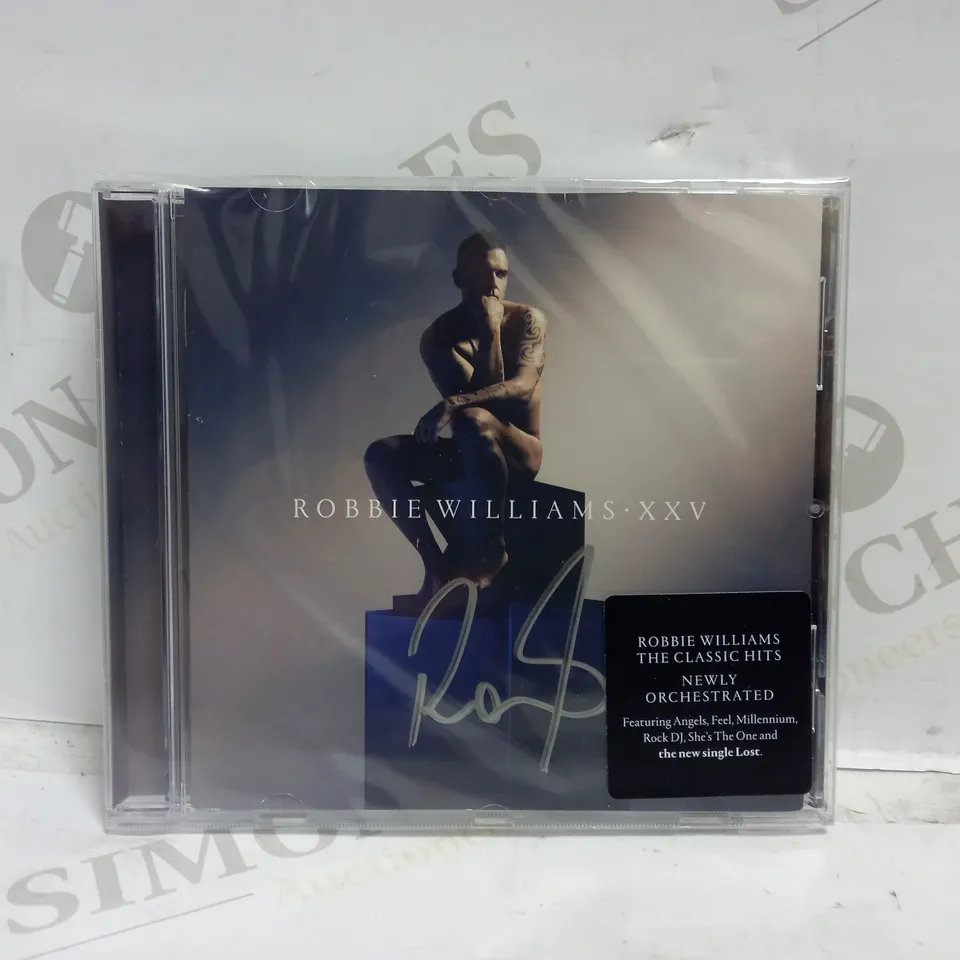 ROBBIE WILLIAMS · XXV
ROBBIE WILLIAMS
THE CLASSIC HITS
NEWLY
ORCHESTRATED
Featuring Angels, Feel, Millennium,
Rock DJ, She's The One and
the new single Lost.